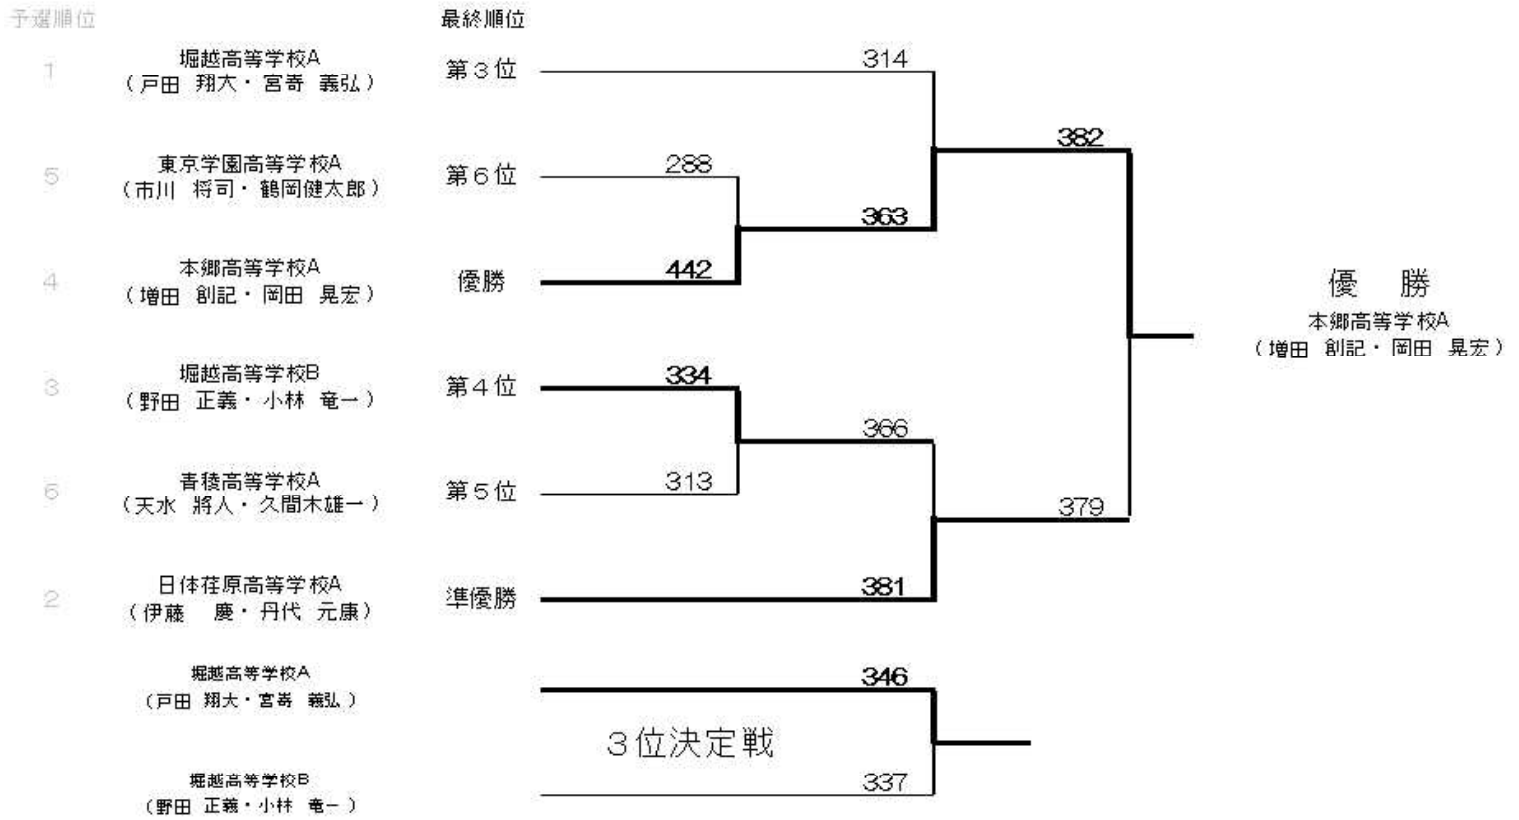 予選順位
最終順位
1
堀越高等学校A
（戸田 翔大・宮嵜 義弘）
第３位
314
382
5
東京学園高等学校A
（市川 将司・鶴岡健太郎）
第６位
288
363
4
本郷高等学校A
（増田 創記・岡田 晃宏）
優勝
442
優 勝
本郷高等学校A
（増田 創記・岡田 晃宏）
3
堀越高等学校B
（野田 正義・小林 竜一）
第４位
334
366
6
青稜高等学校A
（天水 將人・久間木雄一）
第５位
313
379
2
日体荏原高等学校A
（伊藤 慶・丹代 元康）
準優勝
381
堀越高等学校A
（戸田 翔大・宮嵜 義弘）
346
３位決定戦
堀越高等学校B
（野田 正義・小林 竜一）
337